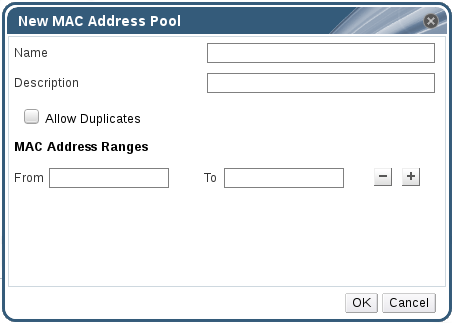 New MAC Address Pool
Name
Description
Allow Duplicates
MAC Address Ranges
From To − +
OK Cancel